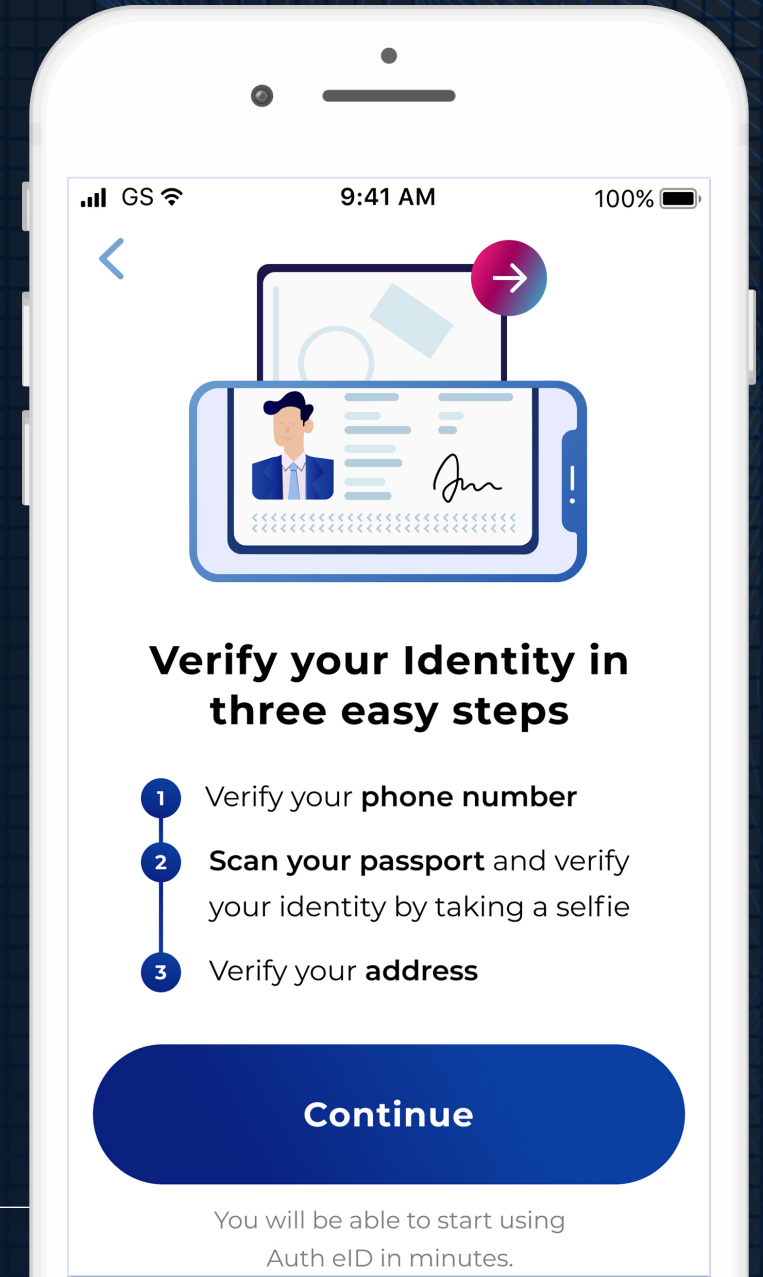 GS 9:41 AM 100%
Verify your Identity in
three easy steps
1 Verify your phone number
2 Scan your passport and verify
your identity by taking a selfie
3 Verify your address
Continue
You will be able to start using
Auth eID in minutes.